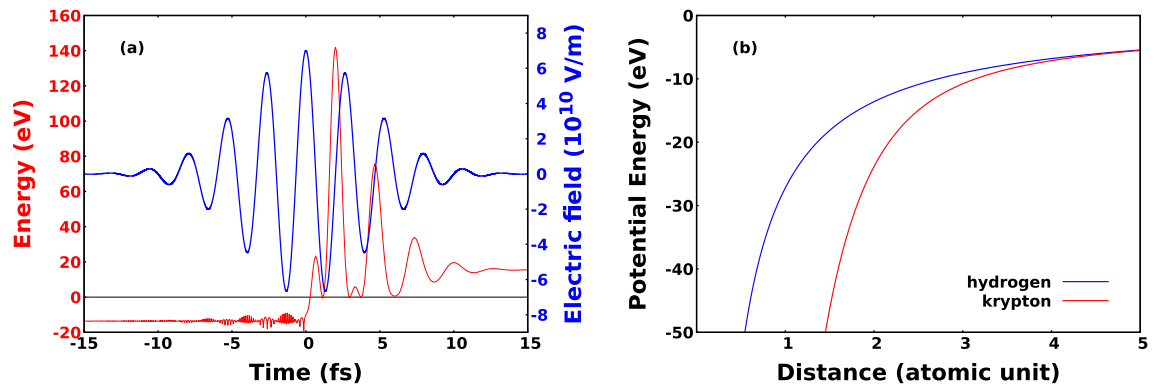 (a)
Energy (eV)
160
140
120
100
80
60
40
20
0
-20
8
6
4
2
0
-2
-4
-6
-8
Electric field (10^10 V/m)
-15 -10 -5 0 5 10 15
Time (fs)
(b)
Potential Energy (eV)
0
-10
-20
-30
-40
-50
hydrogen
krypton
1 2 3 4 5
Distance (atomic unit)